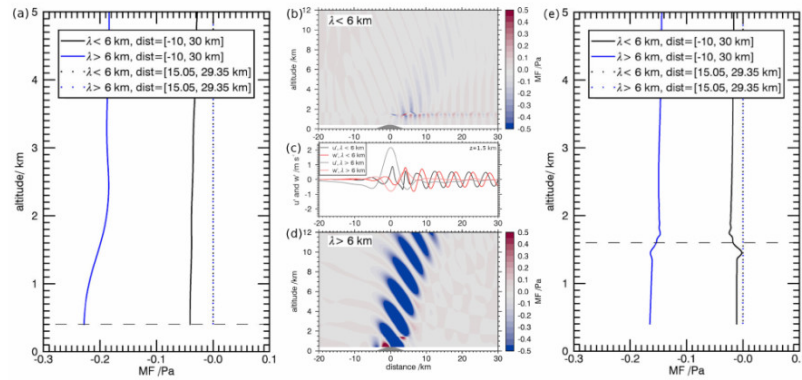 (a)
λ< 6 km, dist=[-10, 30 km]
λ> 6 km, dist=[-10, 30 km]
λ< 6 km, dist=[15.05, 29.35 km]
λ> 6 km, dist=[15.05, 29.35 km]
altitude/ km
5
4
3
2
1
0
-0.3 -0.2 -0.1 -0.0 0.1
MF /Pa
(b)
λ< 6 km
altitude /km
12
10
8
6
4
2
0
-20 -10 0 10 20 30
0.5
0.4
0.3
0.2
0.1
0.0
-0.1
-0.2
-0.3
-0.4
-0.5
MF /Pa
(c)
u', λ < 6 km
w', λ < 6 km
u', λ > 6 km
w', λ > 6 km
z=1.3 km
u' and w' /m s
2
1
0
-1
-20 -10 0 10 20 30
(d)
λ> 6 km
altitude /km
12
10
8
6
4
2
0
-20 -10 0 10 20 30
distance /km
0.5
0.4
0.3
0.2
0.1
0.0
-0.1
-0.2
-0.3
-0.4
-0.5
MF /Pa
(e)
λ< 6 km, dist=[-10, 30 km]
λ> 6 km, dist=[-10, 30 km]
λ< 6 km, dist=[15.05, 29.35 km]
λ> 6 km, dist=[15.05, 29.35 km]
altitude/ km
5
4
3
2
1
0
-0.3 -0.2 -0.1 -0.0 0.1
MF /Pa